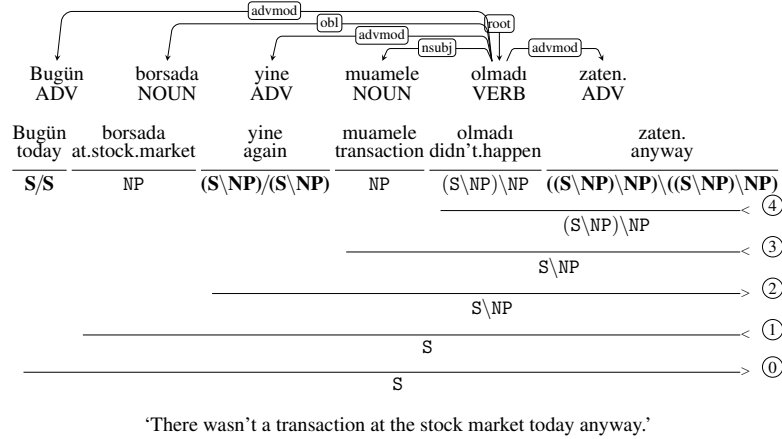 advmod
obl
root
advmod
nsubj
advmod
Bugün borsada yine muamele olmadı zaten.
ADV NOUN ADV NOUN VERB ADV
Bugün borsada yine muamele olmadı zaten.
today at.stock.market again transaction didn't.happen anyway
S/S NP (S\NP)/(S\NP) NP (S\NP)\NP ((S\NP)\NP)\((S\NP)\NP)
< ④
(S\NP)\NP
< ③
S\NP
> ②
S\NP
< ①
S
> ⓪
S
‘There wasn’t a transaction at the stock market today anyway.’